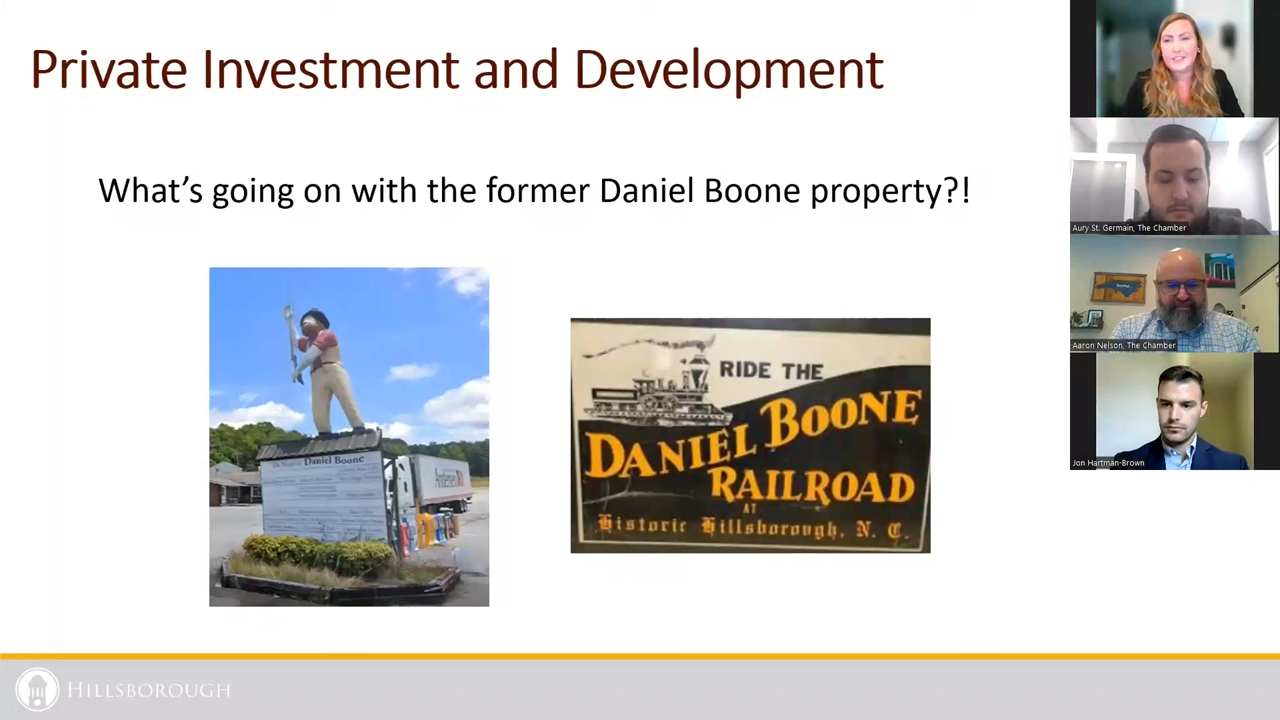 Private Investment and Development
What’s going on with the former Daniel Boone property?!
Daniel Boone
RIDE THE
DANIEL BOONE
RAILROAD
AT
Historic Hillsborough, N. C.
HILLSBOROUGH
Aury St. Germain, The Chamber
Aaron Nelson, The Chamber
Jon Hartman-Brown